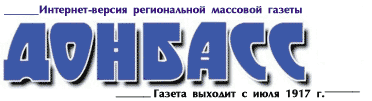 Интернет-версия региональной массовой газеты
ДОНБАСС
Газета выходит с июля 1917 г.